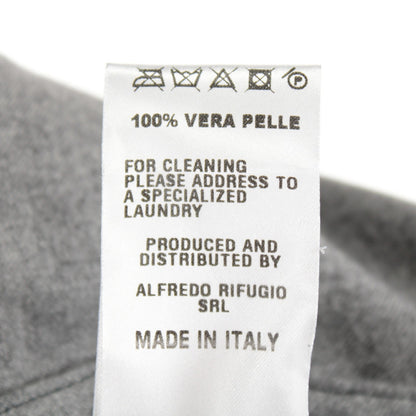 P
100% VERA PELLE
FOR CLEANING
PLEASE ADDRESS TO
A SPECIALIZED
LAUNDRY
PRODUCED AND
DISTRIBUTED BY
ALFREDO RIFUGIO
SRL
MADE IN ITALY